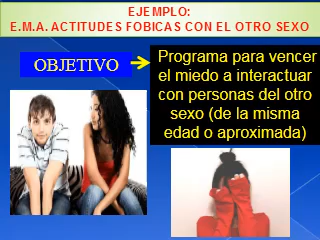 EJEMPLO:
E.M.A. ACTITUDES FOBICAS CON EL OTRO SEXO
OBJETIVO
Programa para vencer
el miedo a interactuar
con personas del otro
sexo (de la misma
edad o aproximada)